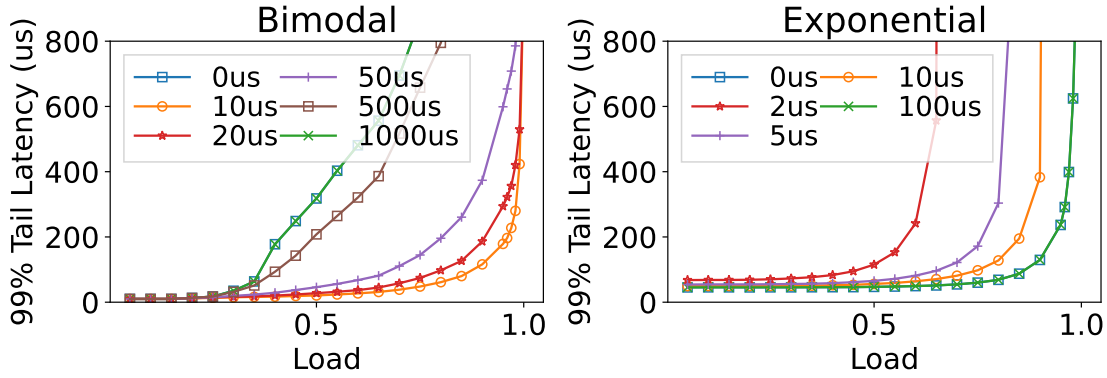 Bimodal
99% Tail Latency (us)
800
600
400
200
0
0us
10us
20us
50us
500us
1000us
0.5
1.0
Load
Exponential
99% Tail Latency (us)
800
600
400
200
0
0us
2us
5us
10us
100us
0.5
1.0
Load